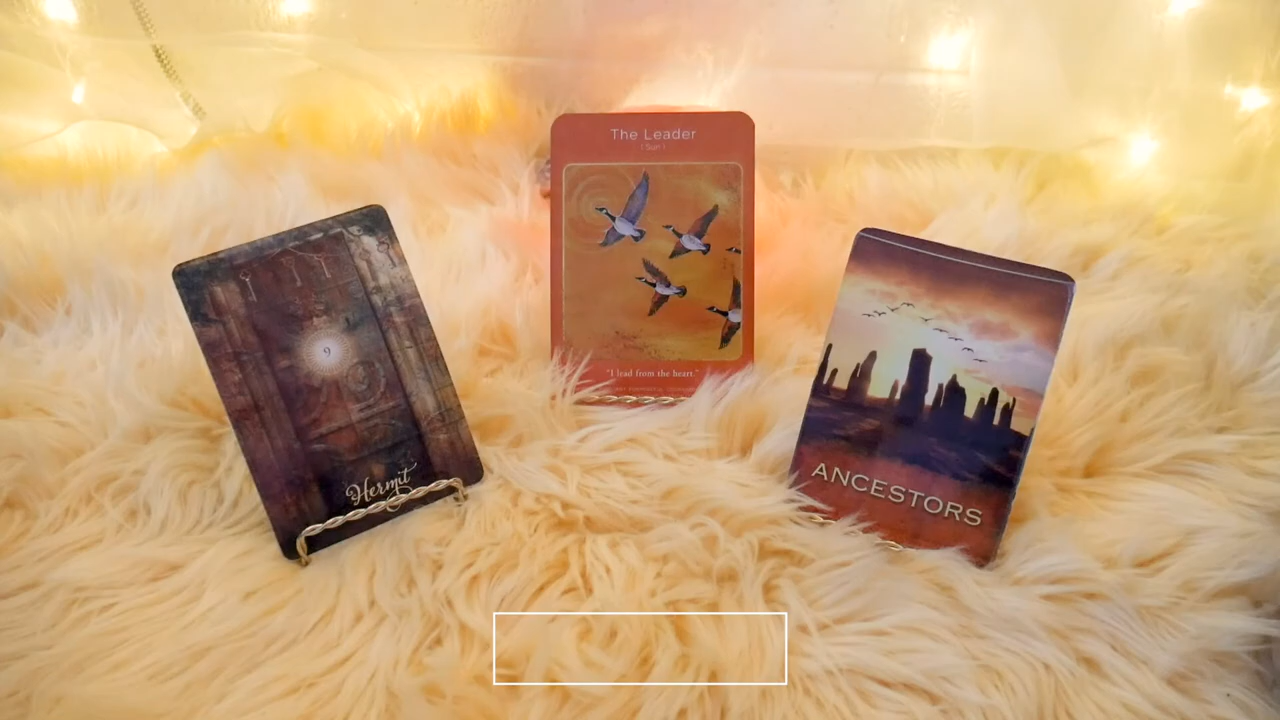 9
Hermit
The Leader
( Sun )
"I lead from the heart."
ANCESTORS